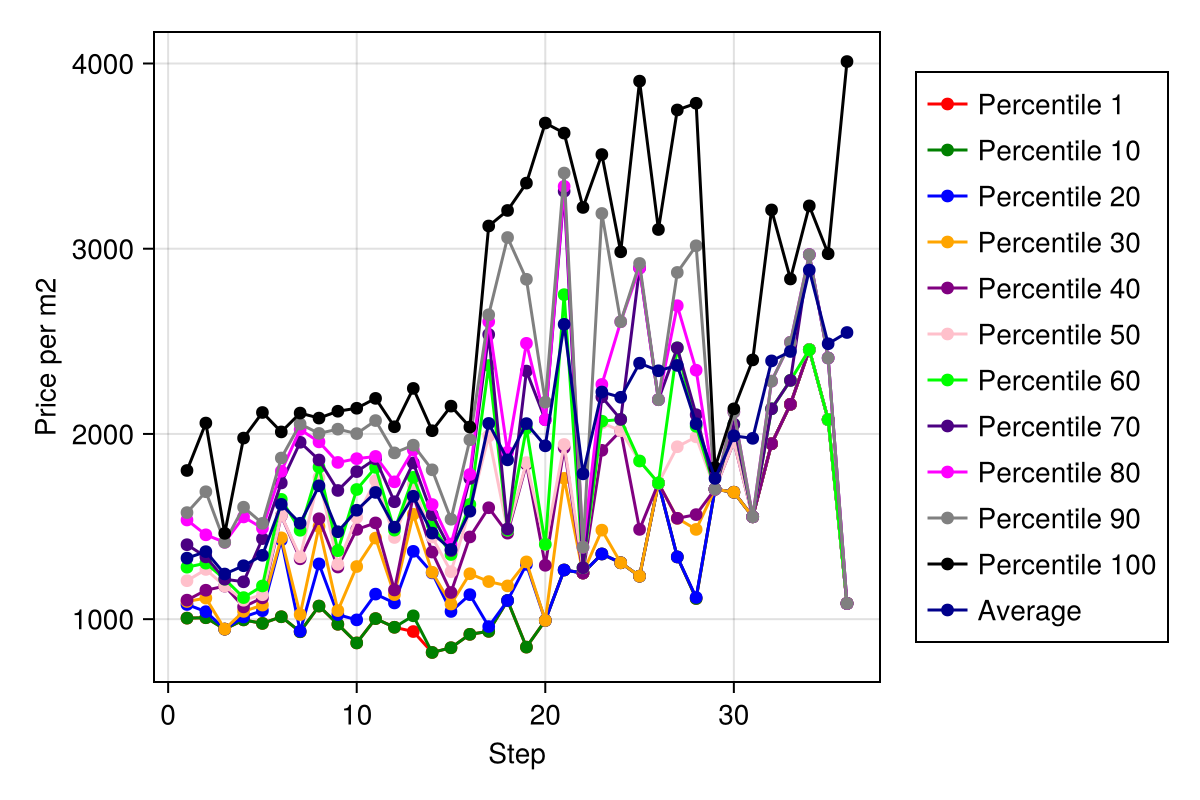 4000
3000
2000
1000
Price per m2
0 10 20 30
Step
Percentile 1
Percentile 10
Percentile 20
Percentile 30
Percentile 40
Percentile 50
Percentile 60
Percentile 70
Percentile 80
Percentile 90
Percentile 100
Average